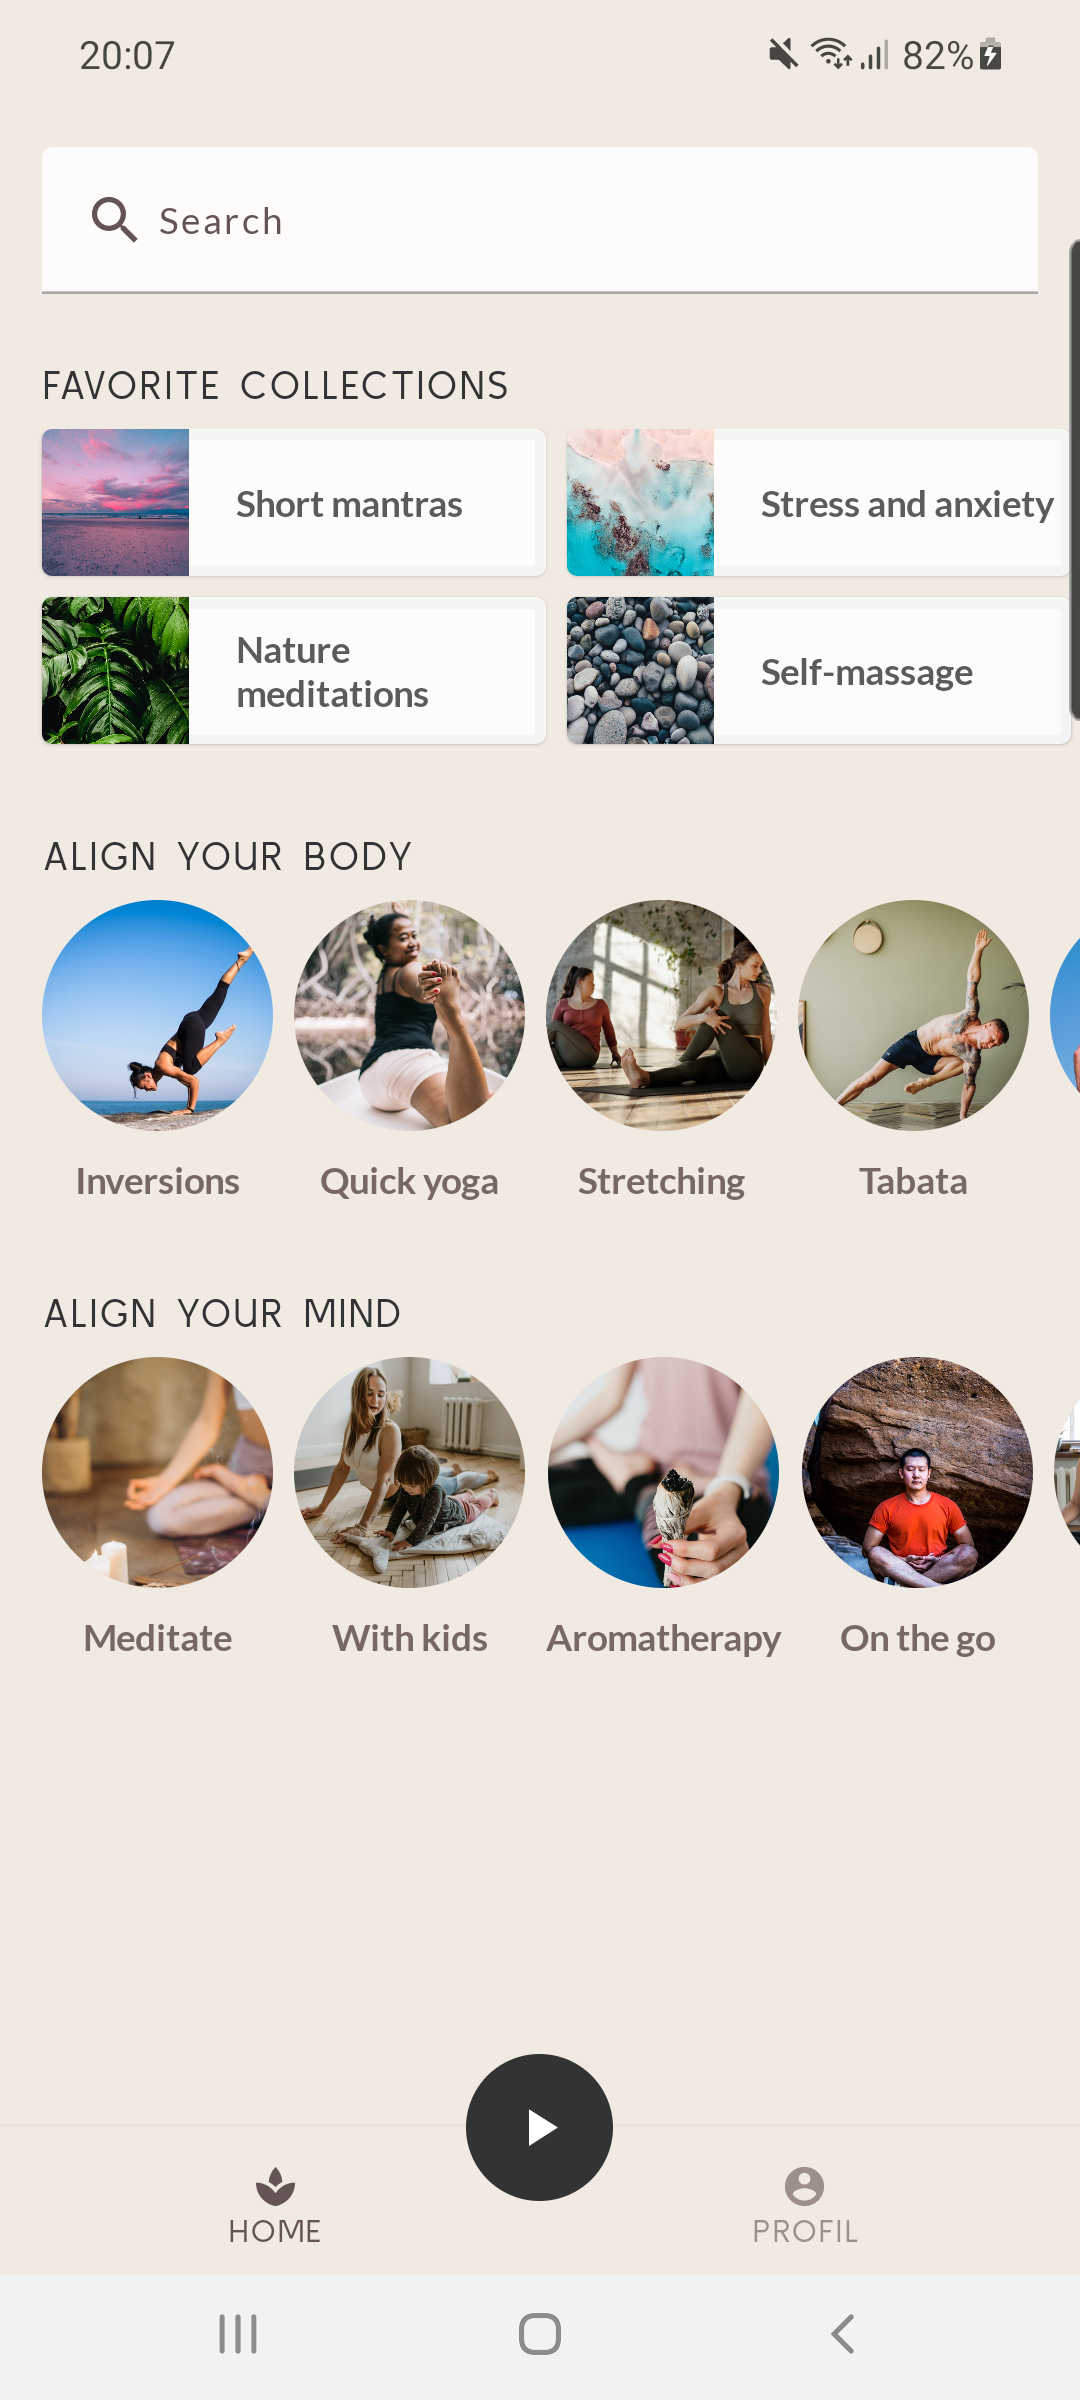 20:07
82%
Search
FAVORITE COLLECTIONS
Short mantras
Stress and anxiety
Nature
meditations
Self-massage
ALIGN YOUR BODY
Inversions
Quick yoga
Stretching
Tabata
ALIGN YOUR MIND
Meditate
With kids
Aromatherapy
On the go
HOME
PROFIL